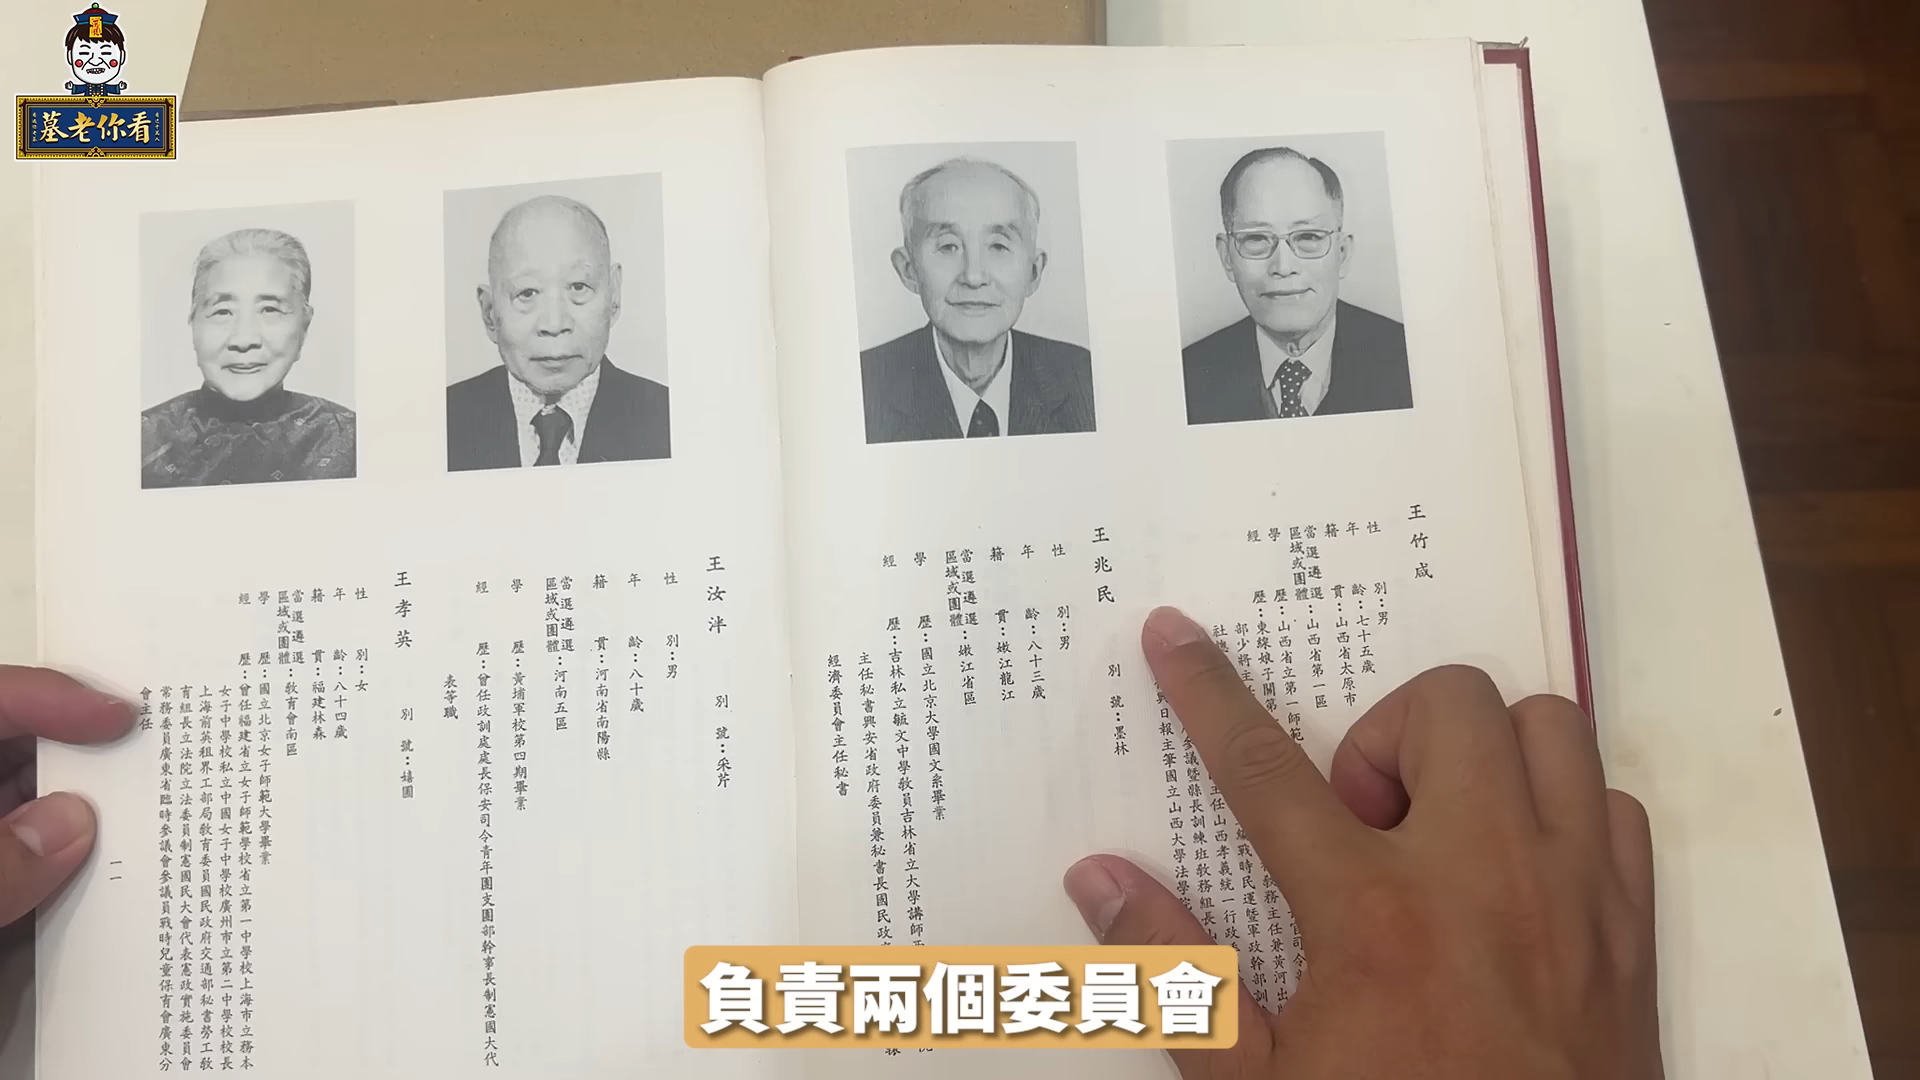 墓老你看
王竹咸
性別：男
年齡：七十五歲
籍貫：山西省太原市
當選遴選區域或團體：山西省第一區
學歷：山西省立第一師範
經歷：東線娘子關第
部少將主任
王兆民 別號：墨林
性別：男
年齡：八十三歲
籍貫：嫩江龍江
當選遴選區域或團體：嫩江省區
學歷：國立北京大學國文系畢業
經歷：吉林私立毓文中學教員吉林省立大學講師
主任秘書興安省政府委員兼秘書長國民政
經濟委員會主任秘書
王汝泮 別號：采芹
性別：男
年齡：八十歲
籍貫：河南省南陽縣
當選遴選區域或團體：河南五區
學歷：黃埔軍校第四期畢業
經歷：曾任政訓處處長保安司令青年團支團部幹事長制憲國大代
表等職
王孝英 別號：嬉園
性別：女
年齡：八十四歲
籍貫：福建林森
當選遴選區域或團體：教育會南區
學歷：國立北京女子師範大學畢業
經歷：曾任福建省立女子師範學校省立第一中學校上海市立務本
女子中學校私立中國女子中學校廣州市立第二中學校校長
上海前英租界工部局教育委員國民政府交通部秘書勞工教
育組長立法院立法委員制憲國民大會代表憲政實施委員會
常務委員廣東省臨時參議會參議員戰時兒童保育會廣東分
會主任
一一
負責兩個委員會